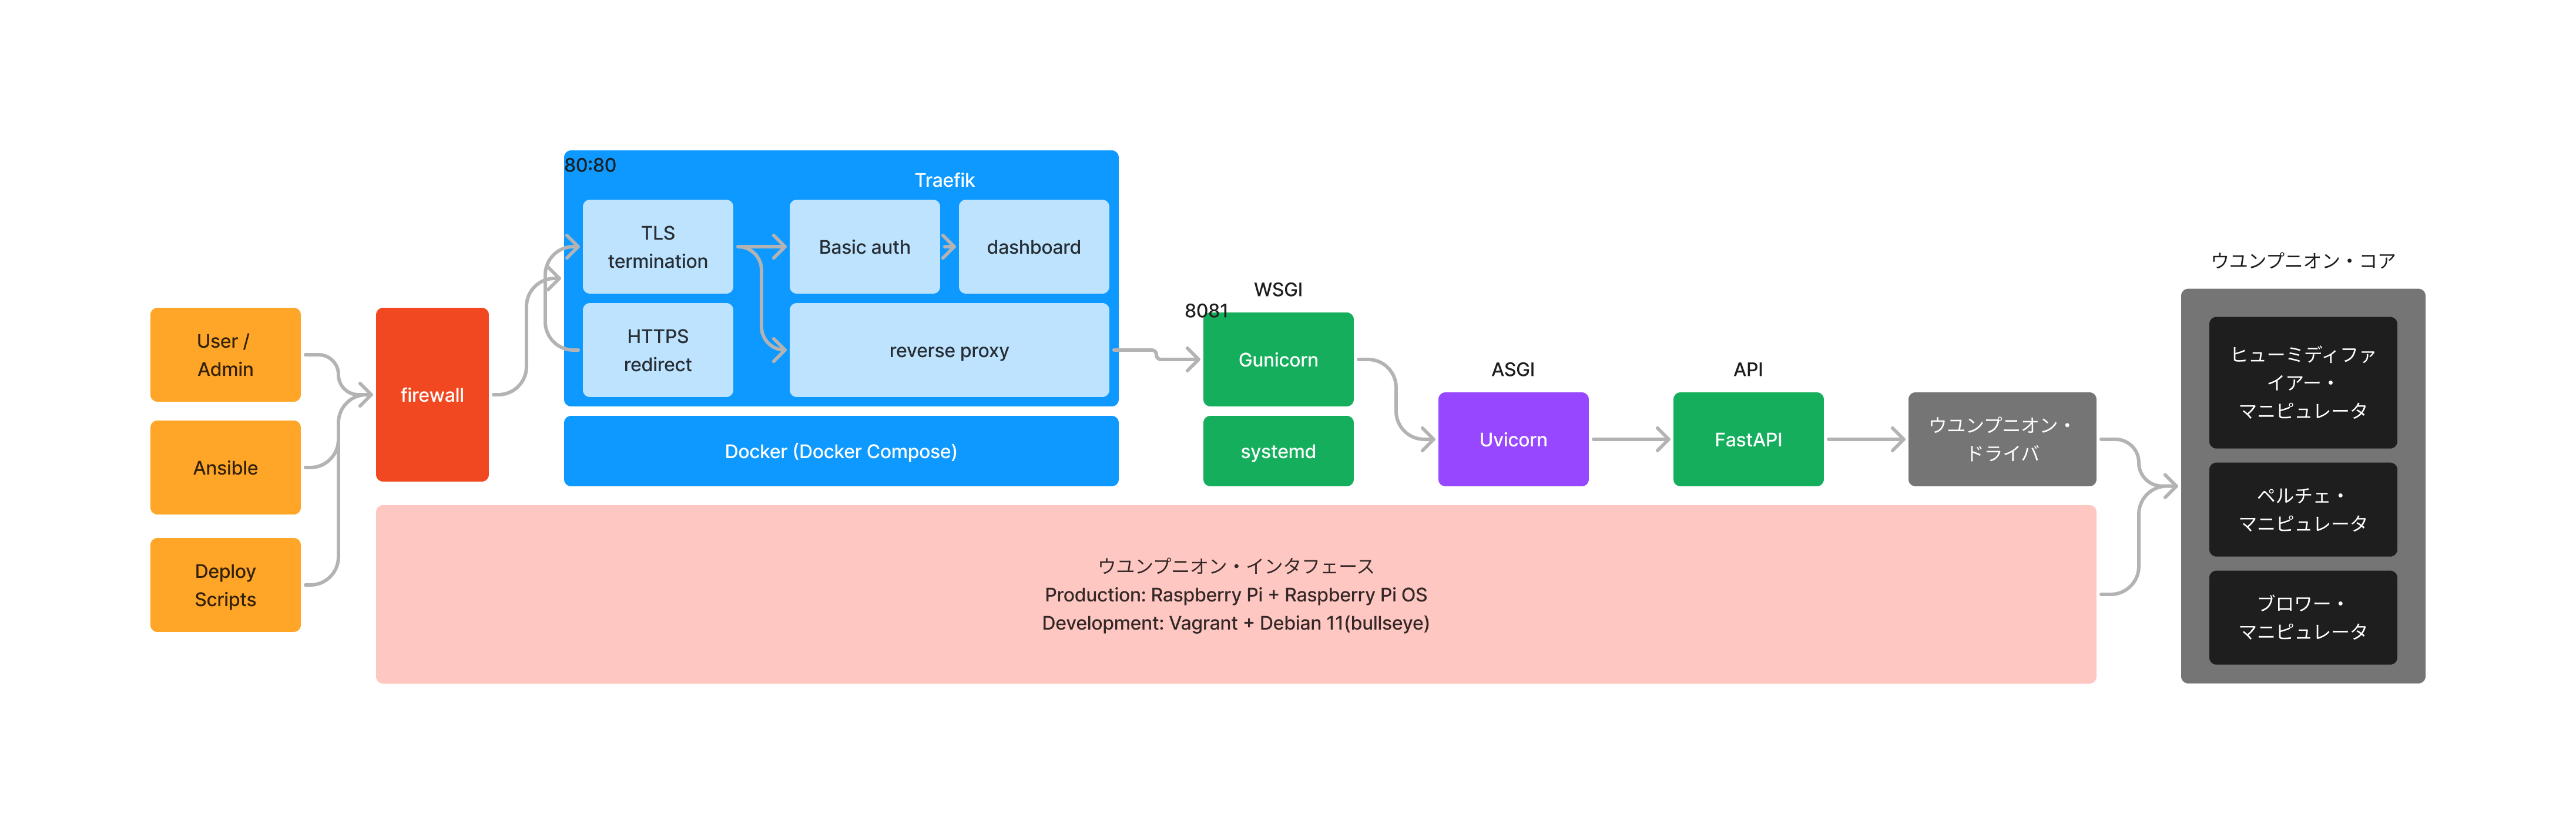 User /
Admin
Ansible
Deploy
Scripts
firewall
80:80
Traefik
TLS
termination
Basic auth
dashboard
HTTPS
redirect
reverse proxy
Docker (Docker Compose)
WSGI
8081
Gunicorn
systemd
ASGI
Uvicorn
API
FastAPI
ウユンプニオン・
ドライバ
ウユンプニオン・インタフェース
Production: Raspberry Pi + Raspberry Pi OS
Development: Vagrant + Debian 11(bullseye)
ウユンプニオン・コア
ヒューミディファ
イアー・
マニピュレータ
ペルチェ・
マニピュレータ
ブロワー・
マニピュレータ